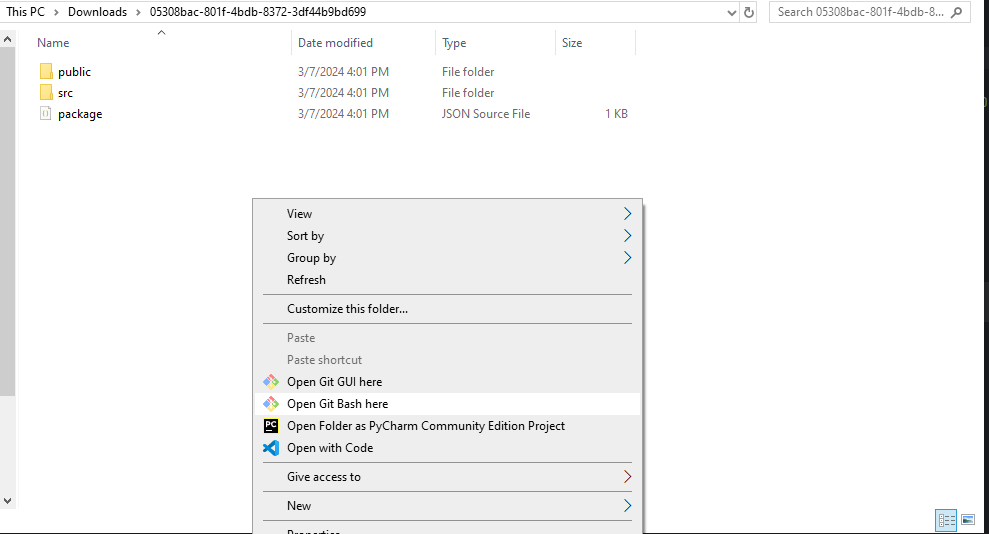 This PC > Downloads > 05308bac-801f-4bdb-8372-3df44b9bd699
Search 05308bac-801f-4bdb-8...
Name Date modified Type Size
public 3/7/2024 4:01 PM File folder
src 3/7/2024 4:01 PM File folder
package 3/7/2024 4:01 PM JSON Source File 1 KB
View
Sort by
Group by
Refresh
Customize this folder...
Paste
Paste shortcut
Open Git GUI here
Open Git Bash here
PC Open Folder as PyCharm Community Edition Project
Open with Code
Give access to
New
Properties